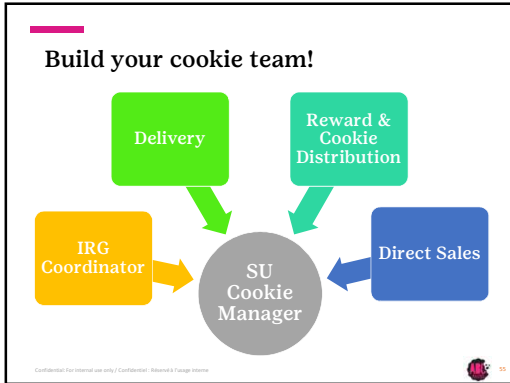 Build your cookie team!
Delivery
Reward &
Cookie
Distribution
IRG
Coordinator
SU
Cookie
Manager
Direct Sales
Confidential: For internal use only / Confidentiel : Réservé à l'usage interne
55